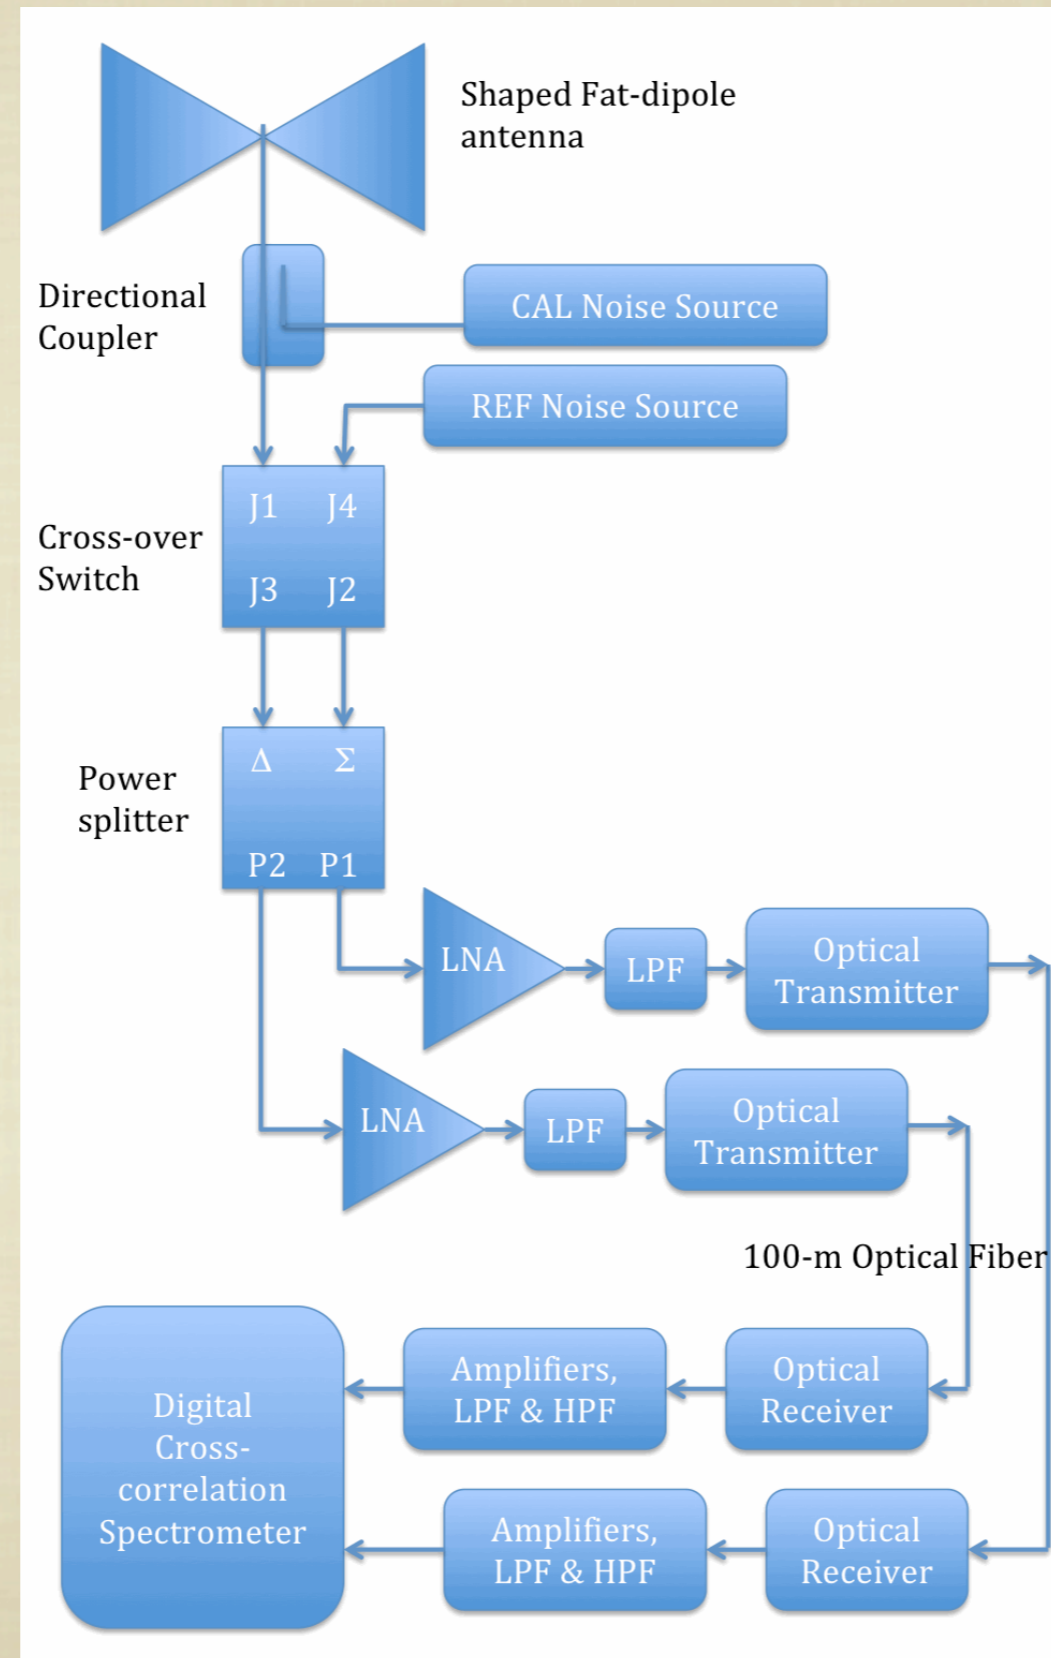 Shaped Fat-dipole
antenna
Directional
Coupler
CAL Noise Source
REF Noise Source
Cross-over
Switch
J1 J4
J3 J2
Power
splitter
Δ Σ
P2 P1
LNA
LPF
Optical
Transmitter
LNA
LPF
Optical
Transmitter
100-m Optical Fiber
Digital
Cross-
correlation
Spectrometer
Amplifiers,
LPF & HPF
Optical
Receiver
Amplifiers,
LPF & HPF
Optical
Receiver